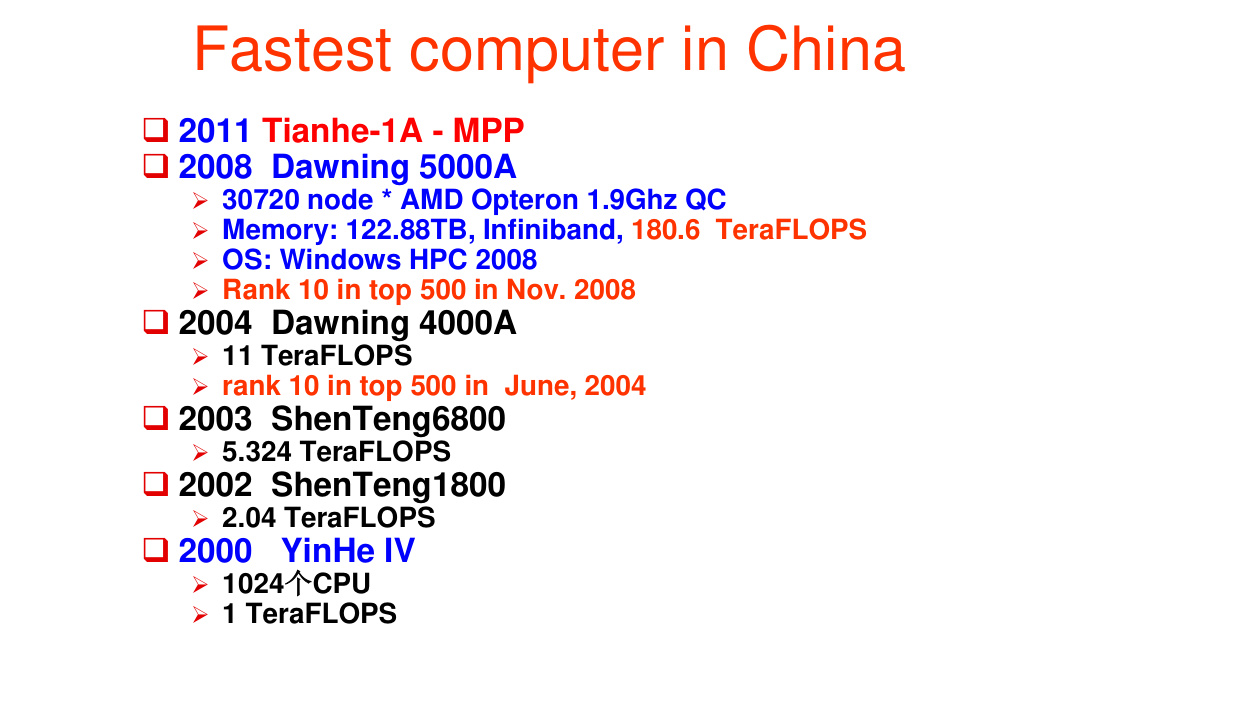 Fastest computer in China
❑ 2011 Tianhe-1A - MPP
❑ 2008 Dawning 5000A
➢ 30720 node * AMD Opteron 1.9Ghz QC
➢ Memory: 122.88TB, Infiniband, 180.6 TeraFLOPS
➢ OS: Windows HPC 2008
➢ Rank 10 in top 500 in Nov. 2008
❑ 2004 Dawning 4000A
➢ 11 TeraFLOPS
➢ rank 10 in top 500 in June, 2004
❑ 2003 ShenTeng6800
➢ 5.324 TeraFLOPS
❑ 2002 ShenTeng1800
➢ 2.04 TeraFLOPS
❑ 2000 YinHe IV
➢ 1024个CPU
➢ 1 TeraFLOPS